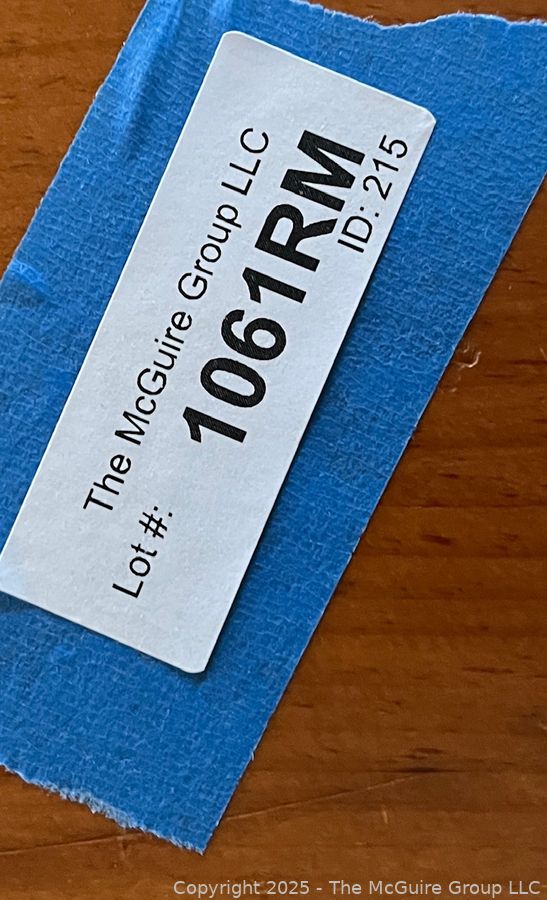 The McGuire Group LLC
Lot #: 1061RM
ID: 215
Copyright 2025 - The McGuire Group LLC